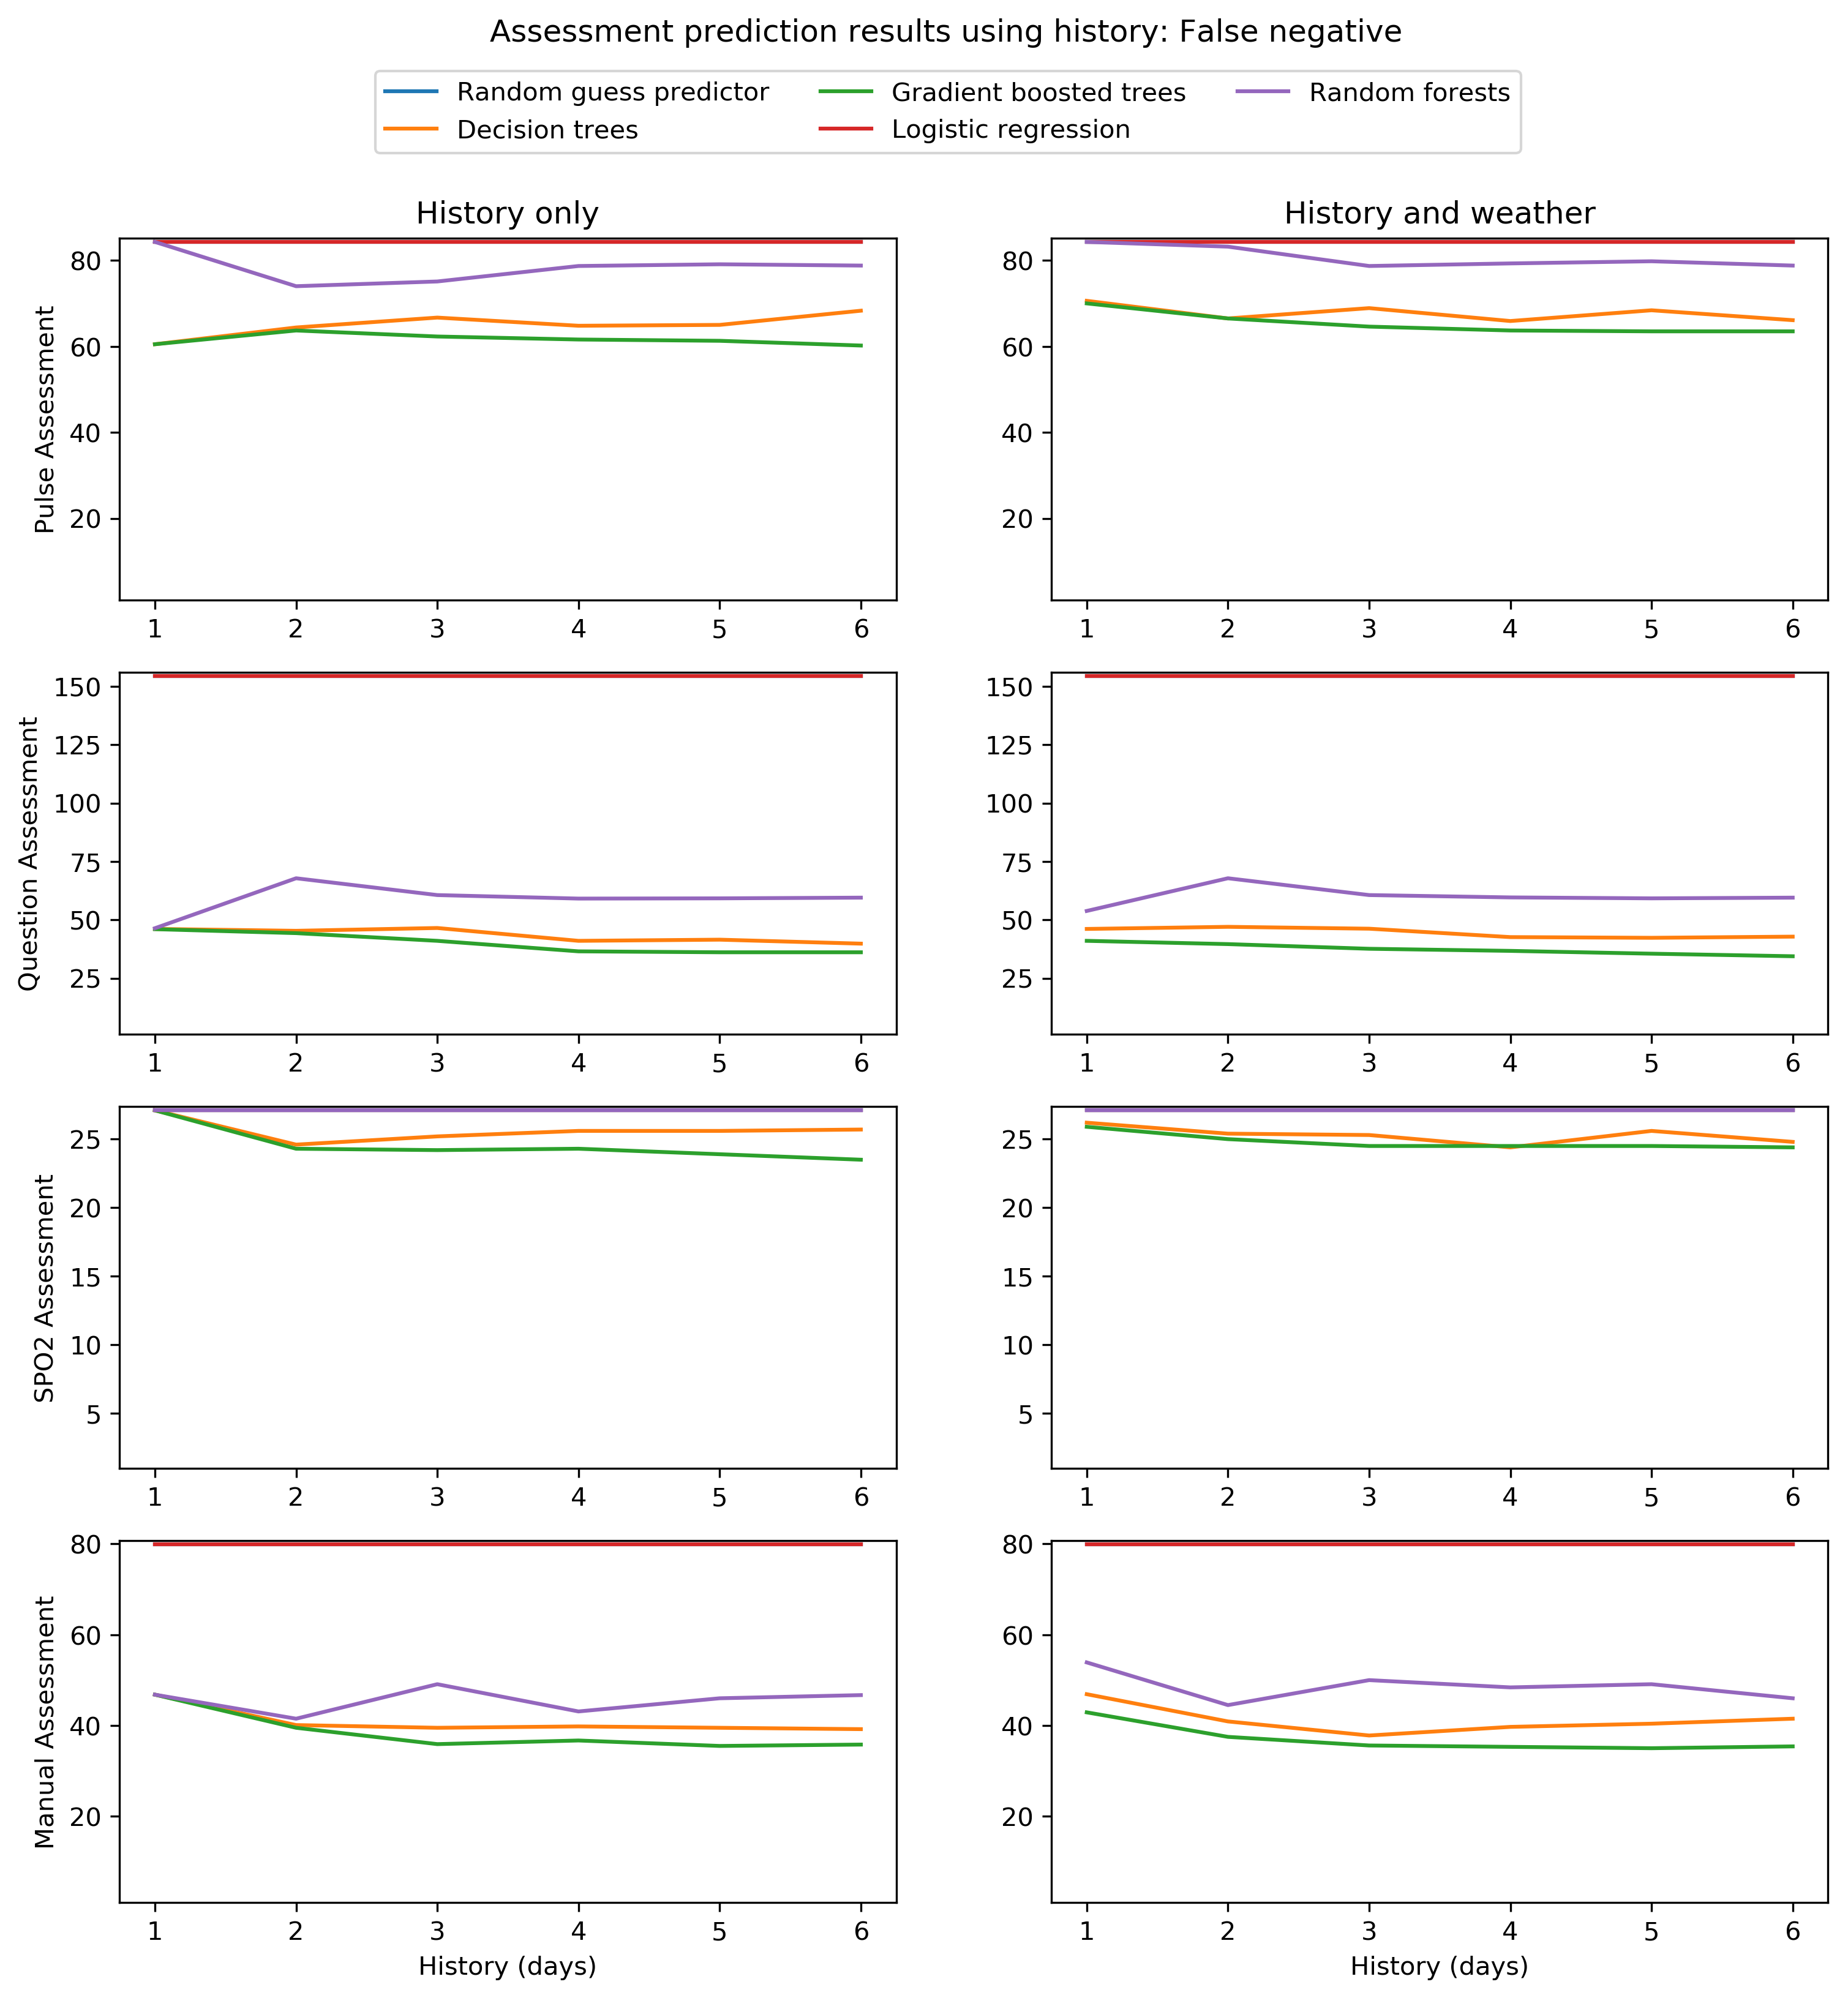 Assessment prediction results using history: False negative
Random guess predictor
Decision trees
Gradient boosted trees
Logistic regression
Random forests
History only
Pulse Assessment
80
60
40
20
1 2 3 4 5 6
History and weather
80
60
40
20
1 2 3 4 5 6
Question Assessment
150
125
100
75
50
25
1 2 3 4 5 6
150
125
100
75
50
25
1 2 3 4 5 6
SPO2 Assessment
25
20
15
10
5
1 2 3 4 5 6
25
20
15
10
5
1 2 3 4 5 6
Manual Assessment
80
60
40
20
1 2 3 4 5 6
History (days)
80
60
40
20
1 2 3 4 5 6
History (days)